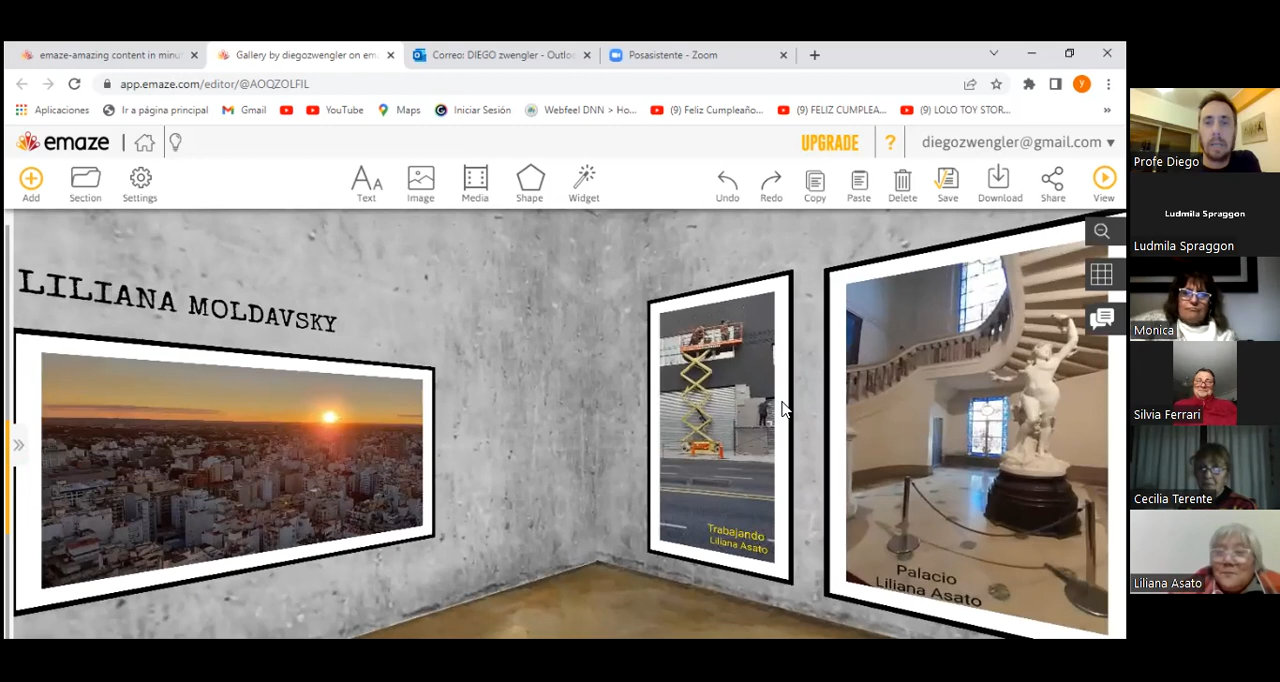 emaze-amazing content in minu
Gallery by diegozwengler on em
Correo: DIEGO zwengler - Outlo
Posasistente - Zoom
app.emaze.com/editor/@AOQZOLFIL
Aplicaciones
Ir a página principal
Gmail
YouTube
Maps
Iniciar Sesión
Webfeel DNN > Ho...
(9) Feliz Cumpleaño...
(9) FELIZ CUMPLEA...
(9) LOLO TOY STOR...
»
emaze
UPGRADE
?
diegozwengler@gmail.com
Add
Section
Settings
Text
Image
Media
Shape
Widget
Undo
Redo
Copy
Paste
Delete
Save
Download
Share
View
LILIANA MOLDAVSKY
Trabajando
Liliana Asato
Palacio
Liliana Asato
Profe Diego
Ludmila Spraggon
Ludmila Spraggon
Monica
Silvia Ferrari
Cecilia Terente
Liliana Asato